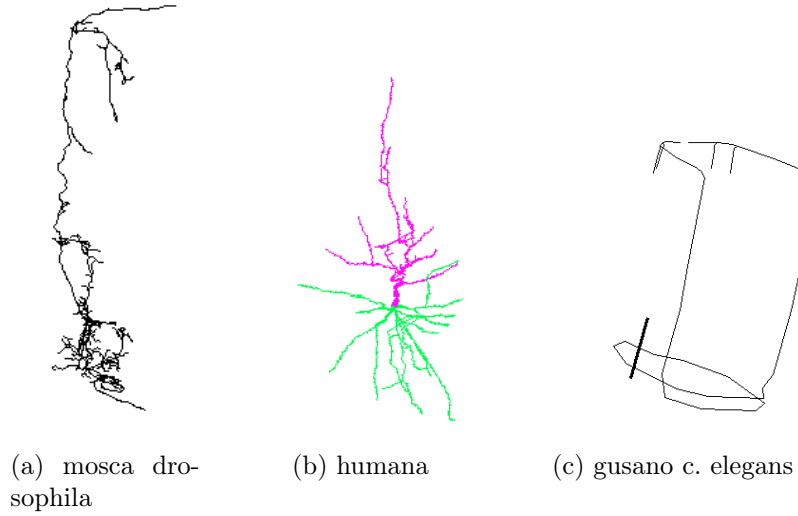 (a) mosca dro-
sophila
(b) humana
(c) gusano c. elegans